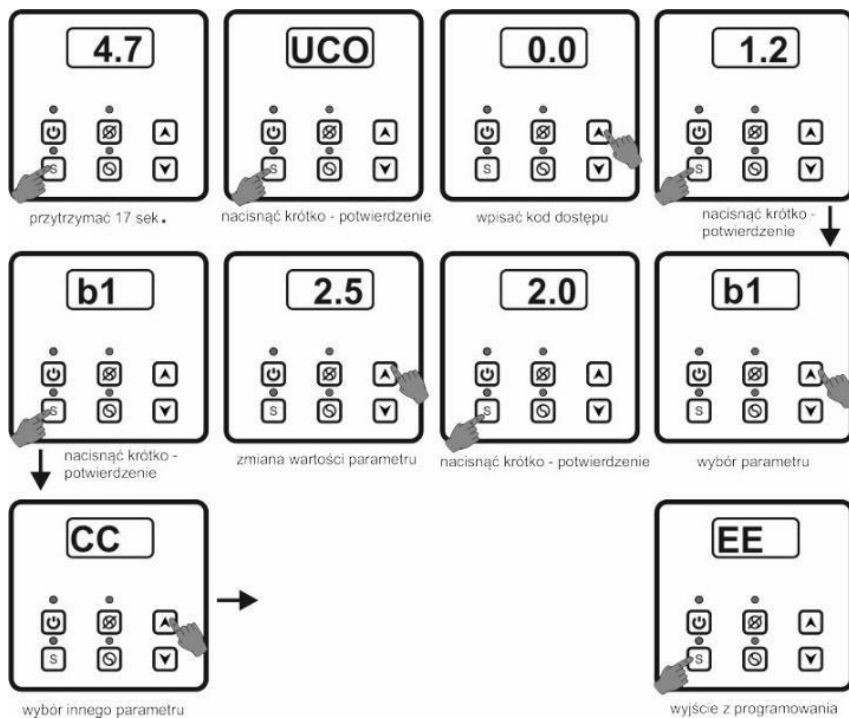 4.7
S
przytrzymać 17 sek.
UCO
S
nacisnąć krótko - potwierdzenie
0.0
S
wpisać kod dostępu
1.2
S
nacisnąć krótko -
potwierdzenie
b1
S
nacisnąć krótko -
potwierdzenie
2.5
S
zmiana wartości parametru
2.0
S
nacisnąć krótko - potwierdzenie
b1
S
wybór parametru
CC
S
wybór innego parametru
EE
S
wyjście z programowania